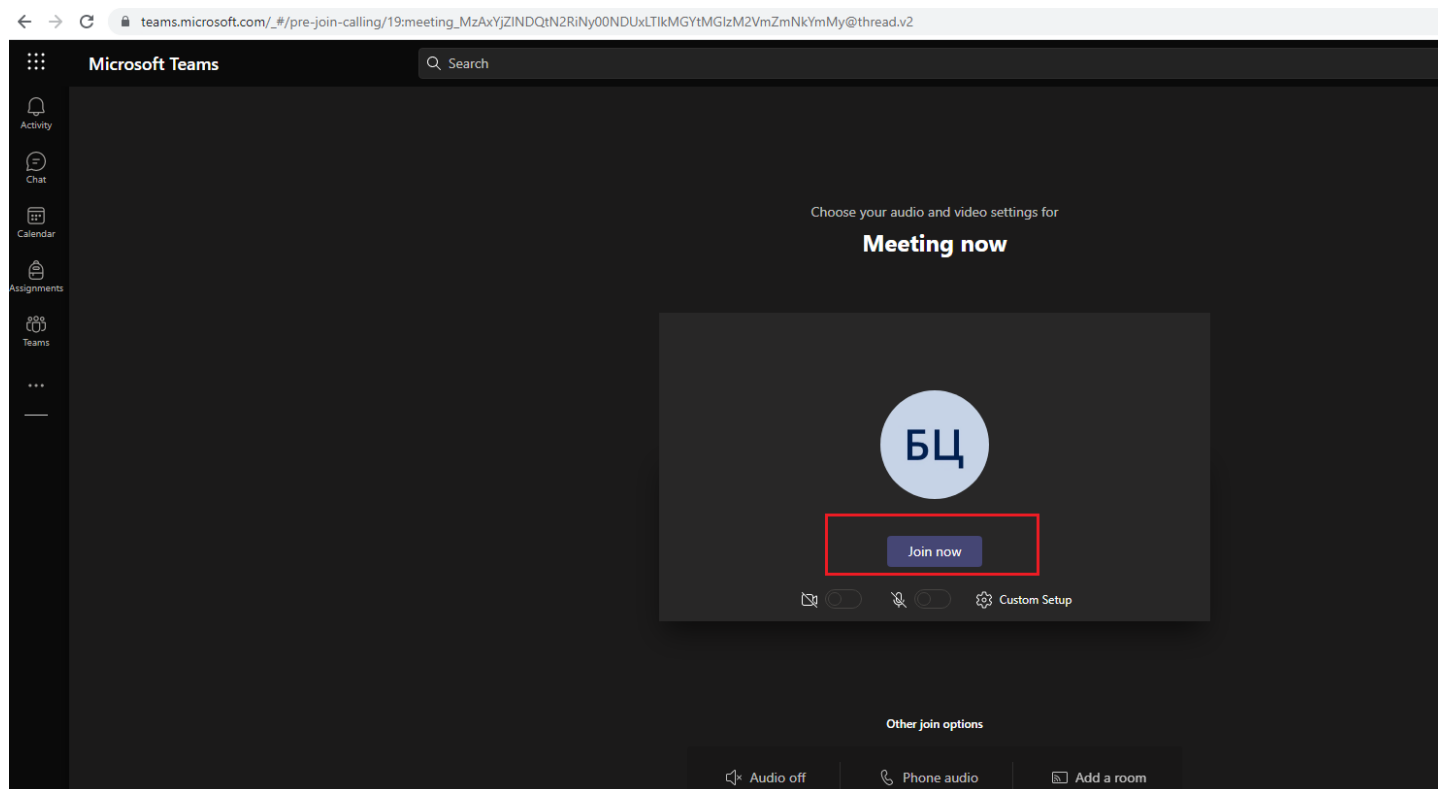 teams.microsoft.com/_#/pre-join-calling/19:meeting_MzAxYjZlNDQtN2RiNy00NDUxLTlkMGYtMGIzM2VmZmNkYmMy@thread.v2
Microsoft Teams
Search
Activity
Chat
Calendar
Assignments
Teams
Choose your audio and video settings for
Meeting now
БЦ
Join now
Custom Setup
Other join options
Audio off
Phone audio
Add a room